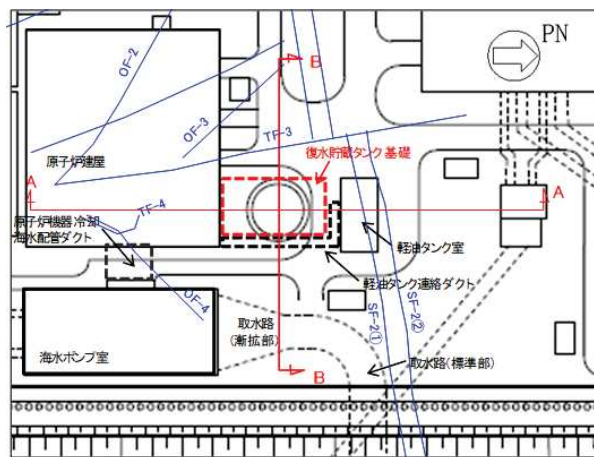 PN
B
OF-2
OF-3
TF-3
原子炉建屋
復水貯蔵タンク基礎
A
A
TF-4
原子炉機器冷却
海水配管ダクト
軽油タンク室
OF-4
軽油タンク連絡ダクト
取水路
(漸拡部)
SF-2①
SF-2②
海水ポンプ室
取水路(標準部)
B